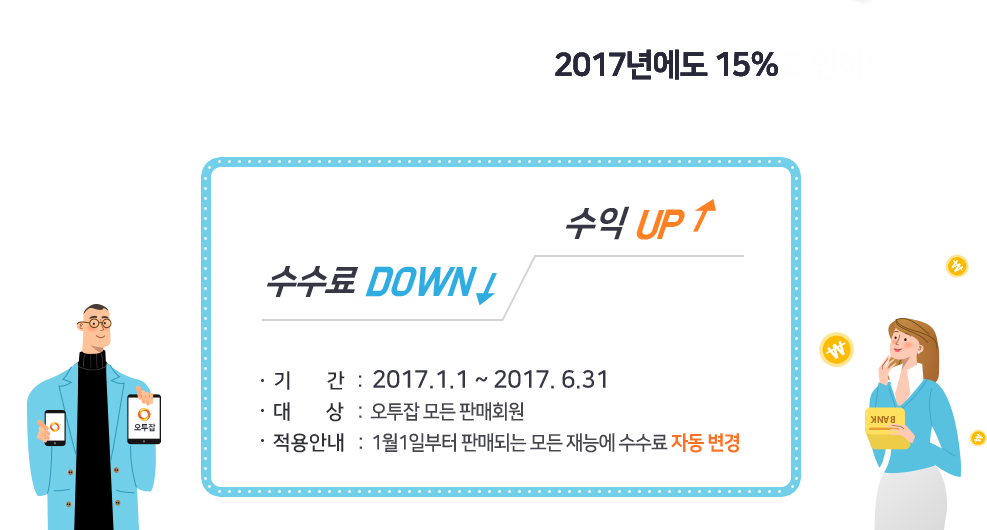 2017년에도 15%
수익 UP
수수료 DOWN
· 기 간 : 2017.1.1 ~ 2017. 6.31
· 대 상 : 오투잡 모든 판매회원
· 적용안내 : 1월1일부터 판매되는 모든 재능에 수수료 자동 변경
오투잡
BANK